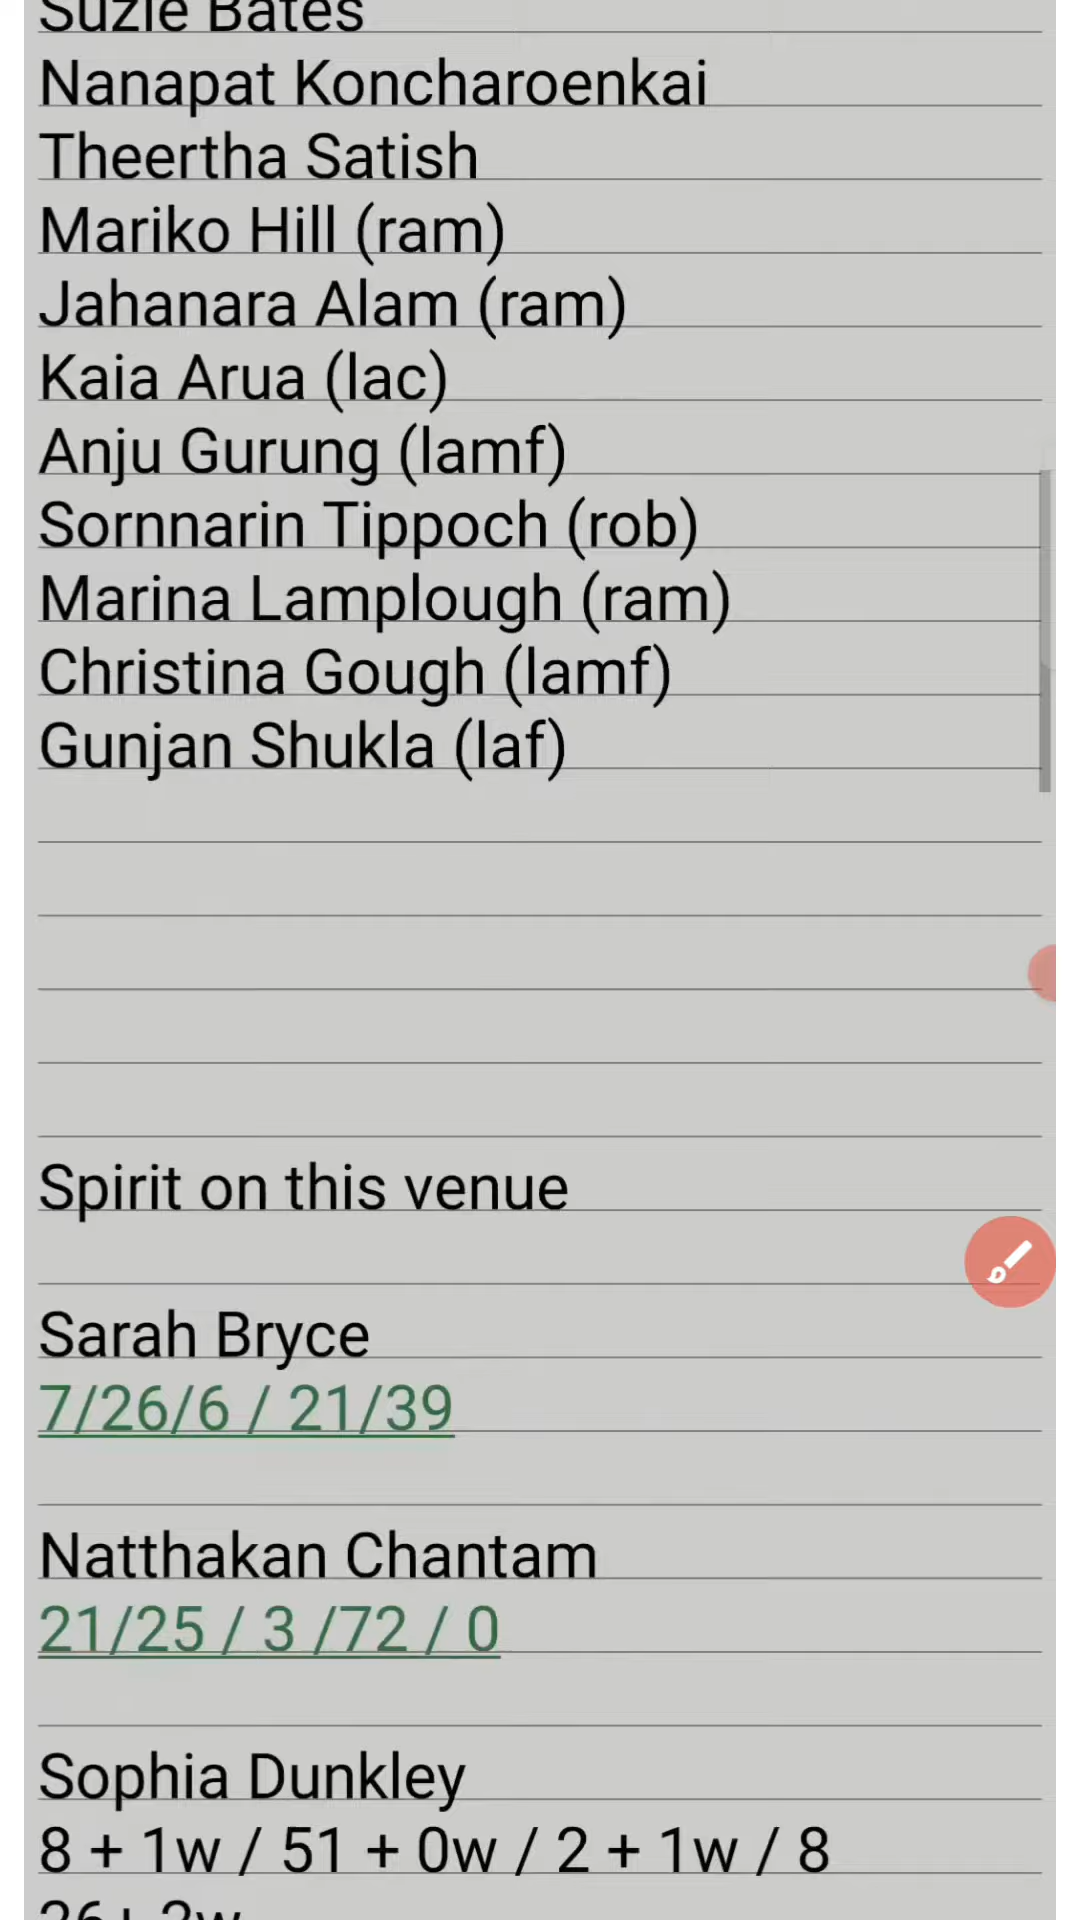 Suzie Bates
Nanapat Koncharoenkai
Theertha Satish
Mariko Hill (ram)
Jahanara Alam (ram)
Kaia Arua (lac)
Anju Gurung (lamf)
Sornnarin Tippoch (rob)
Marina Lamplough (ram)
Christina Gough (lamf)
Gunjan Shukla (laf)
Spirit on this venue
Sarah Bryce
7/26/6 / 21/39
Natthakan Chantam
21/25 / 3 /72 / 0
Sophia Dunkley
8 + 1w / 51 + 0w / 2 + 1w / 8